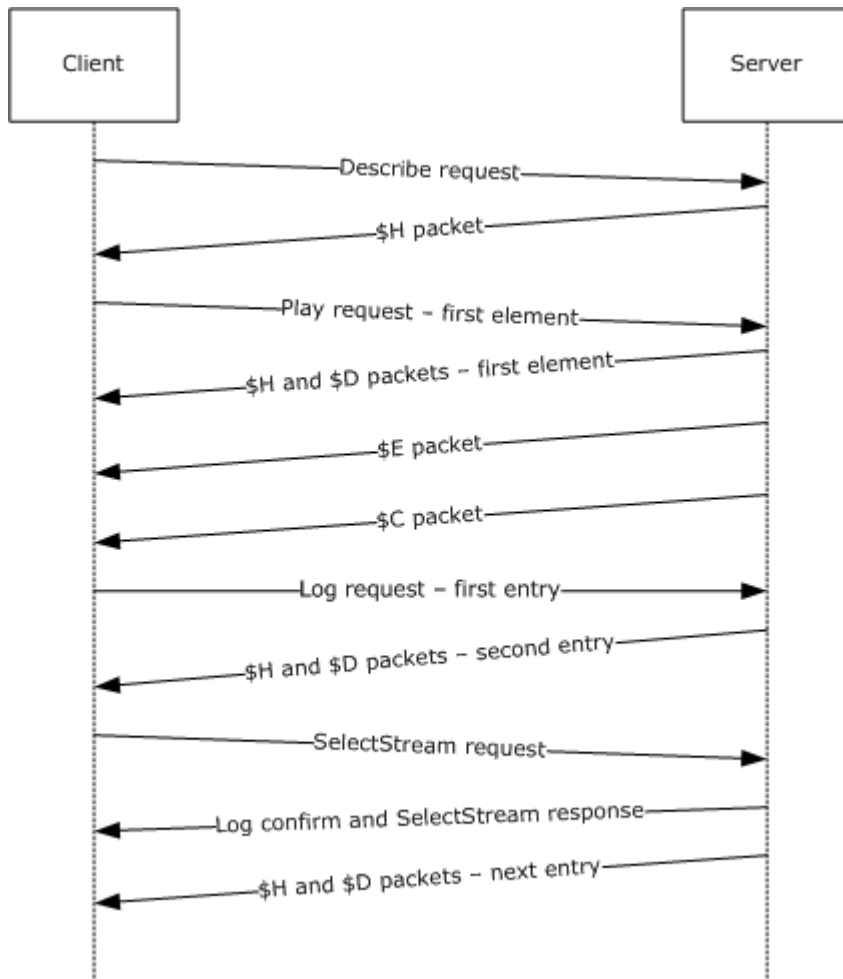 Client
Server
Describe request
$H packet
Play request – first element
$H and $D packets – first element
$E packet
$C packet
Log request – first entry
$H and $D packets – second entry
SelectStream request
Log confirm and SelectStream response
$H and $D packets – next entry